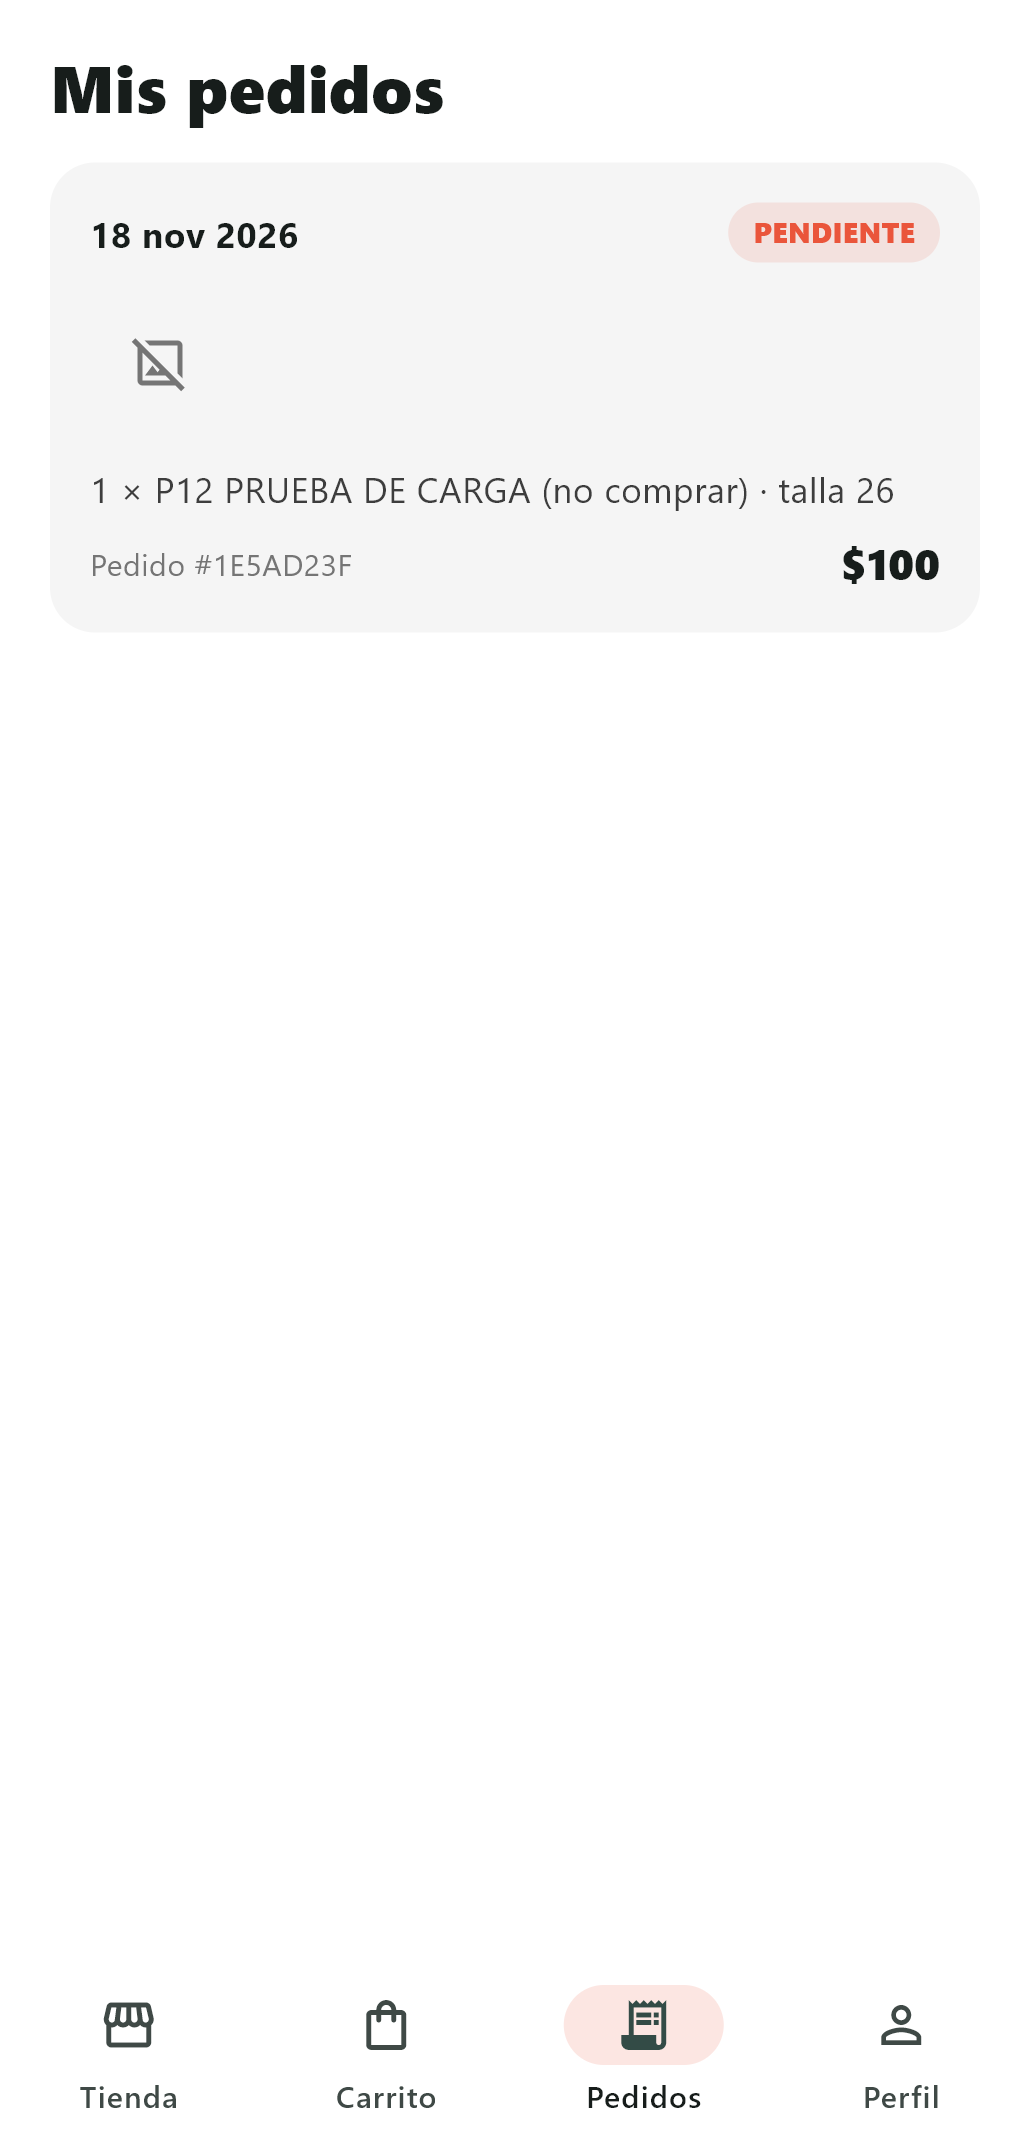 Mis pedidos
18 nov 2026
PENDIENTE
1 × P12 PRUEBA DE CARGA (no comprar) · talla 26
Pedido #1E5AD23F
$100
Tienda
Carrito
Pedidos
Perfil